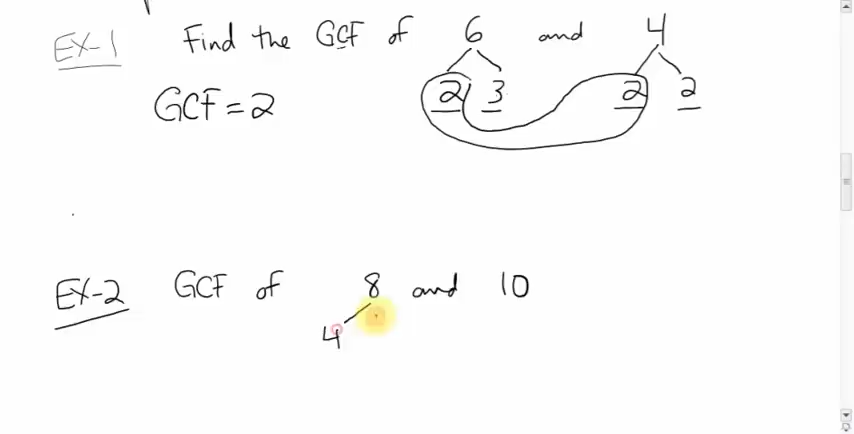 EX-1 Find the GCF of 6 and 4
GCF = 2 2 3 2 2
EX-2 GCF of 8 and 10
4